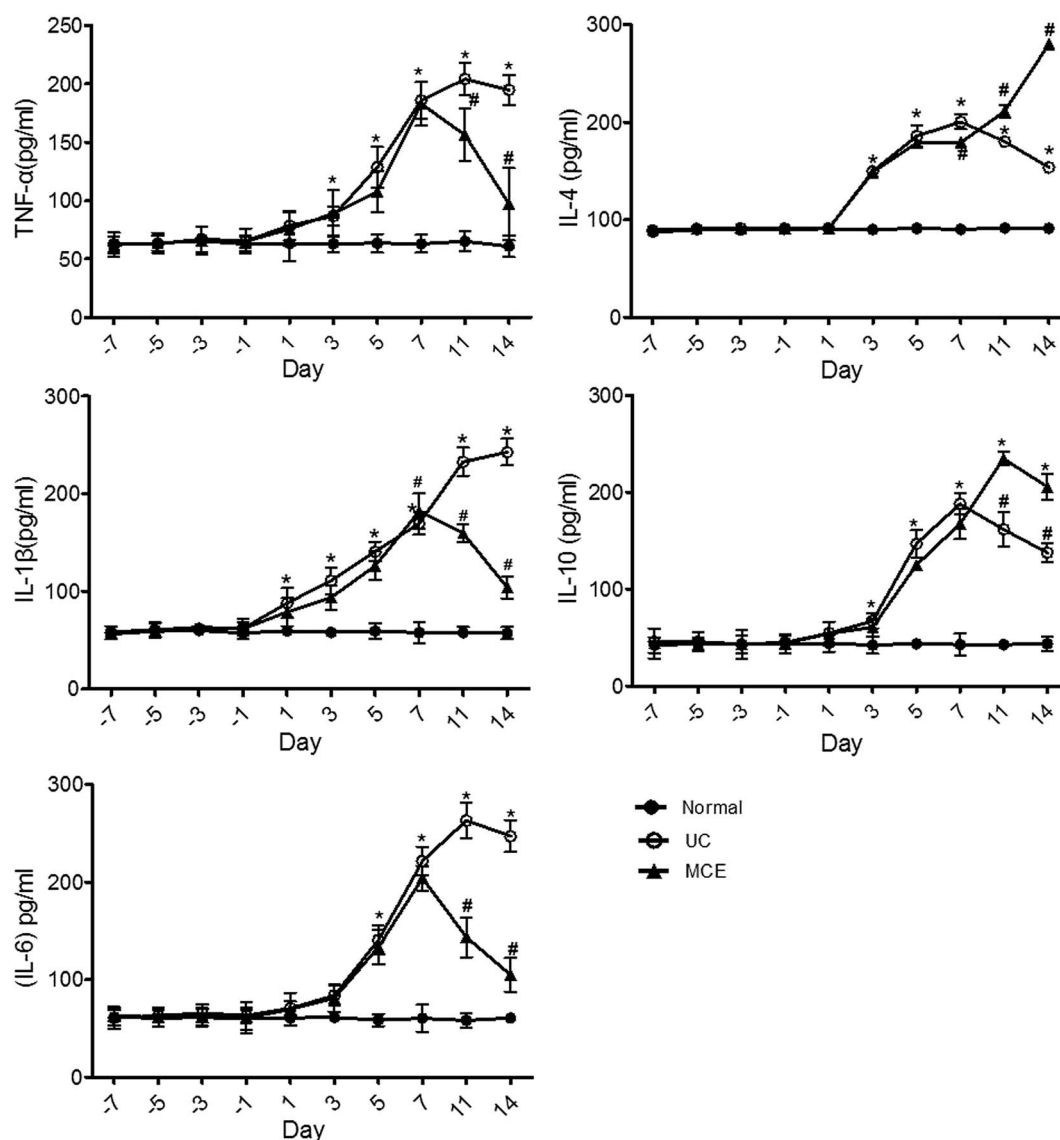 TNF-α(pg/ml)
250
200
150
100
50
0
* * * * *
# #
-7 -5 -3 -1 1 3 5 7 11 14
Day
IL-4 (pg/ml)
300
200
100
0
* * * * *
# # #
-7 -5 -3 -1 1 3 5 7 11 14
Day
IL-1β(pg/ml)
300
200
100
0
* * * * * *
# # #
-7 -5 -3 -1 1 3 5 7 11 14
Day
IL-10 (pg/ml)
300
200
100
0
* * * * *
# #
-7 -5 -3 -1 1 3 5 7 11 14
Day
(IL-6) pg/ml
300
200
100
0
* * * *
# #
-7 -5 -3 -1 1 3 5 7 11 14
Day
Normal
UC
MCE